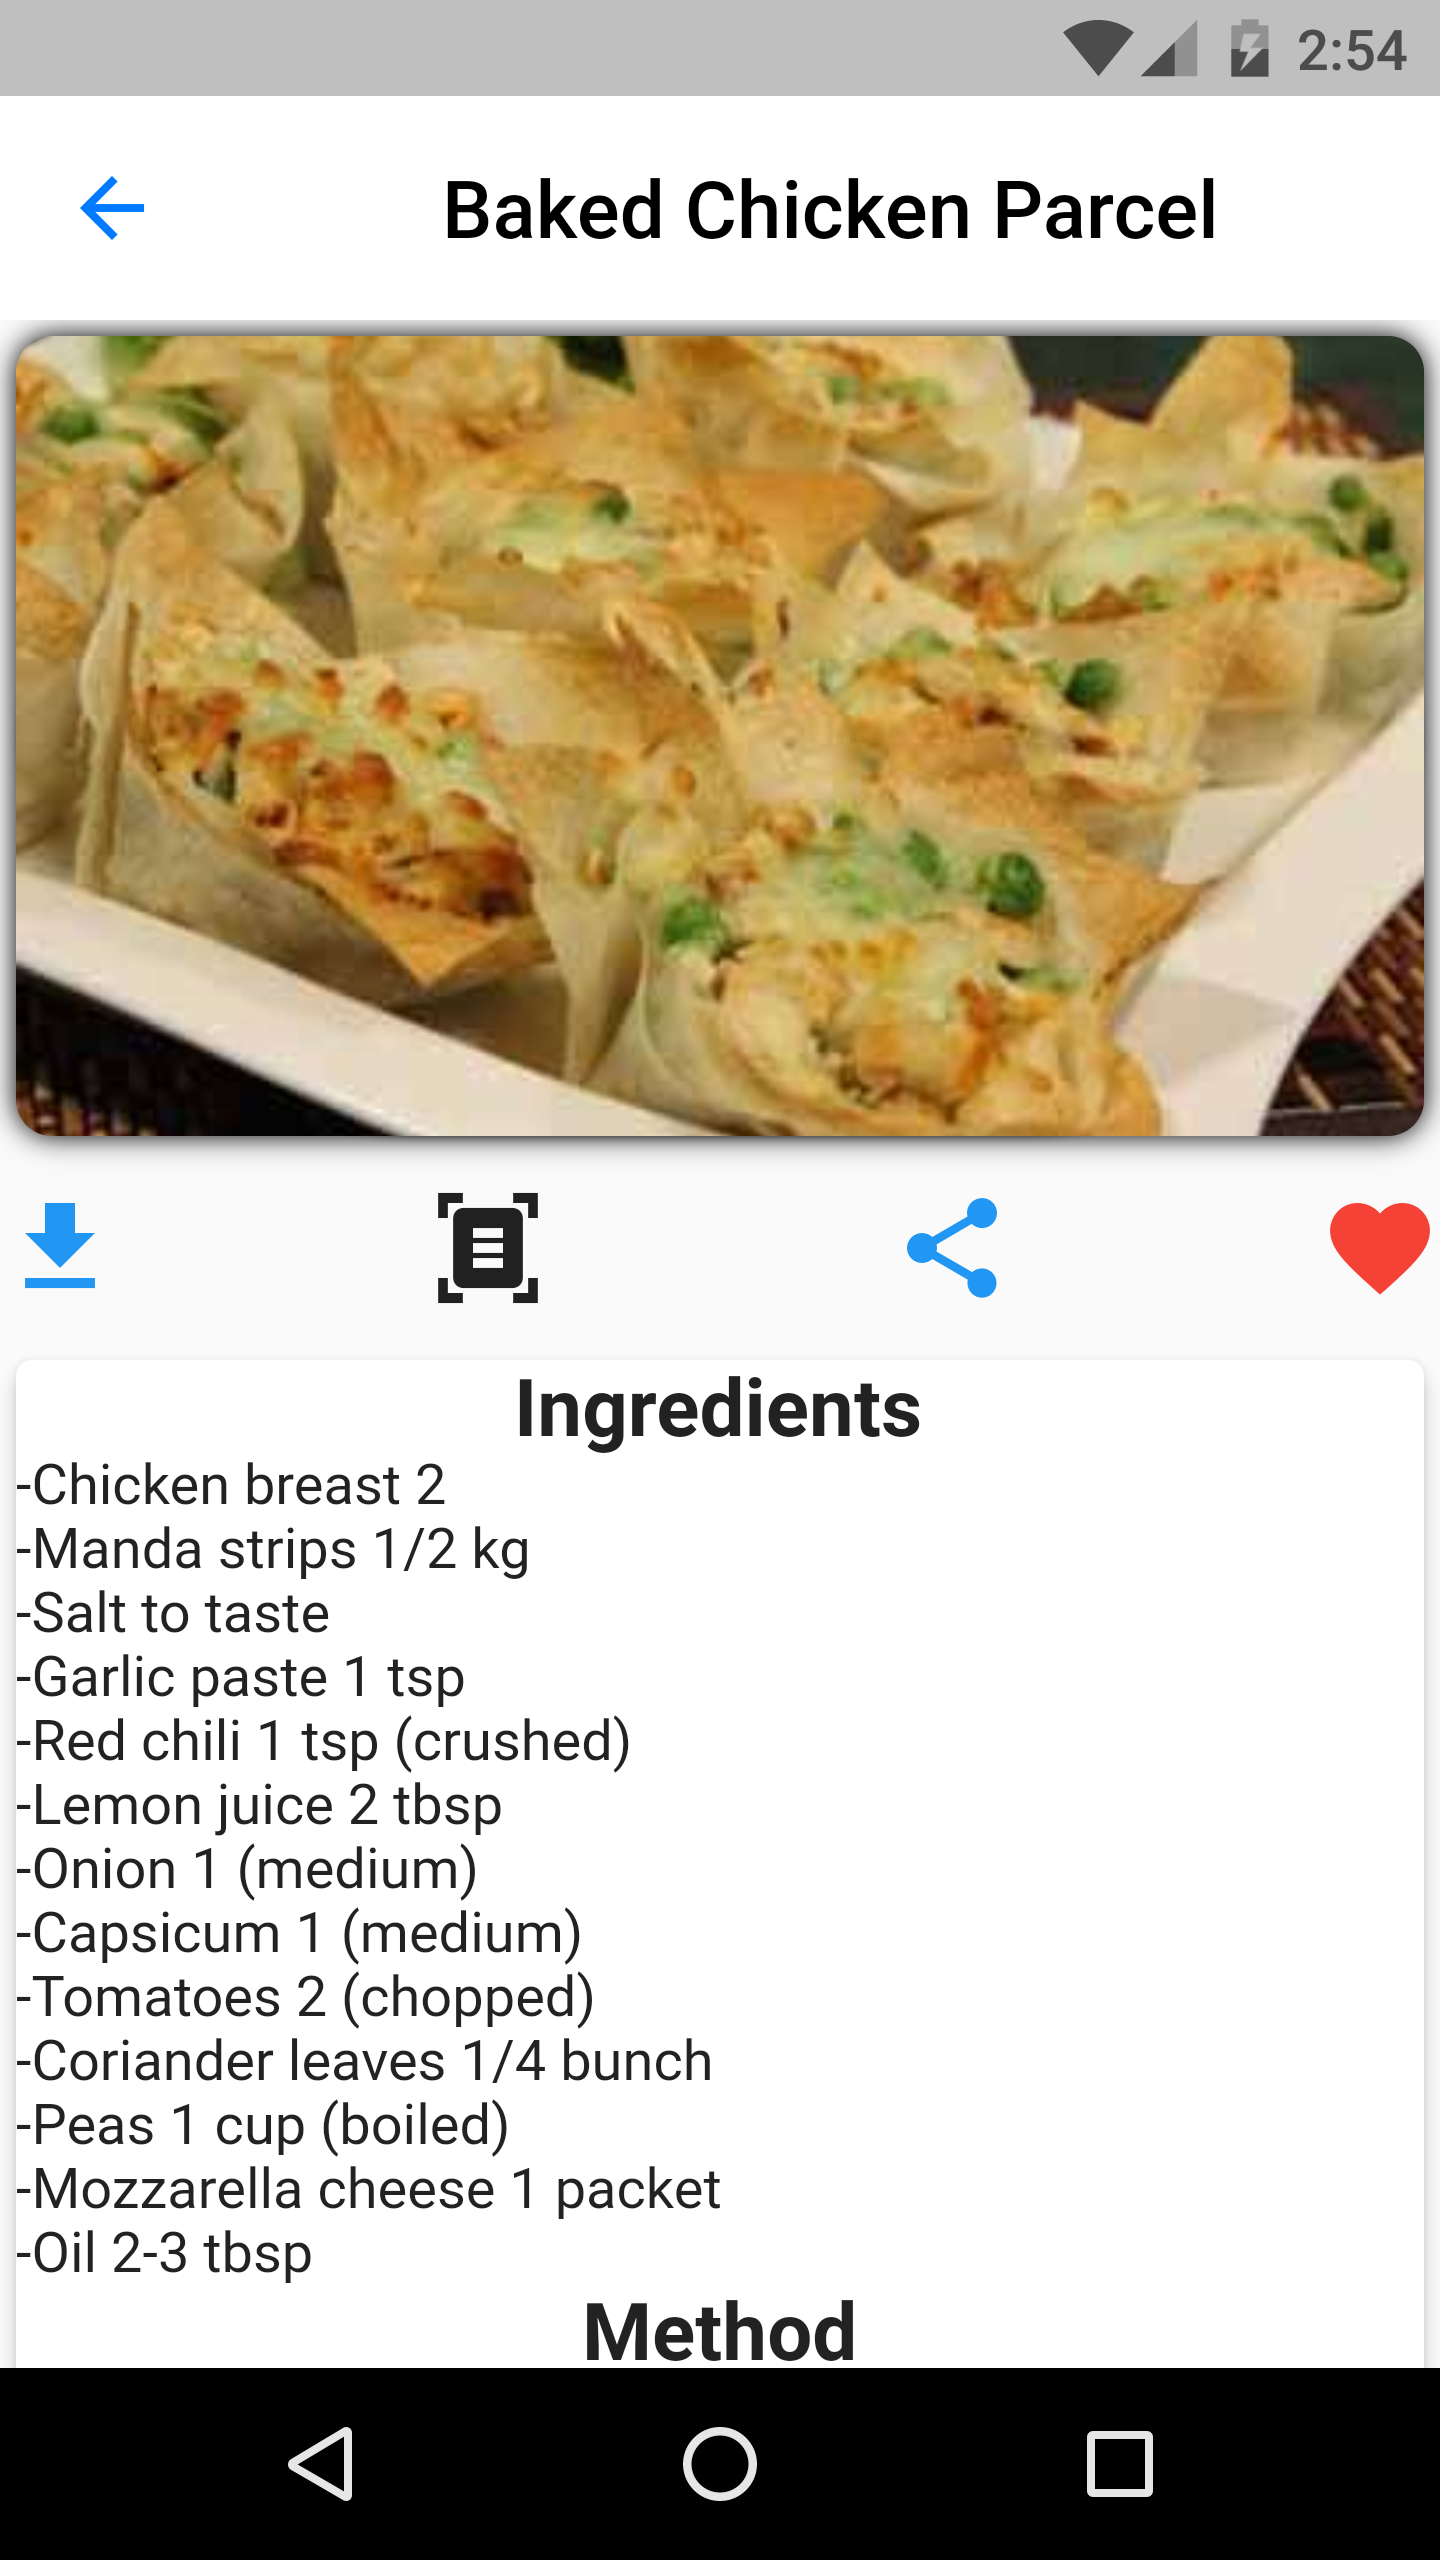 2:54
Baked Chicken Parcel
Ingredients
-Chicken breast 2
-Manda strips 1/2 kg
-Salt to taste
-Garlic paste 1 tsp
-Red chili 1 tsp (crushed)
-Lemon juice 2 tbsp
-Onion 1 (medium)
-Capsicum 1 (medium)
-Tomatoes 2 (chopped)
-Coriander leaves 1/4 bunch
-Peas 1 cup (boiled)
-Mozzarella cheese 1 packet
-Oil 2-3 tbsp
Method